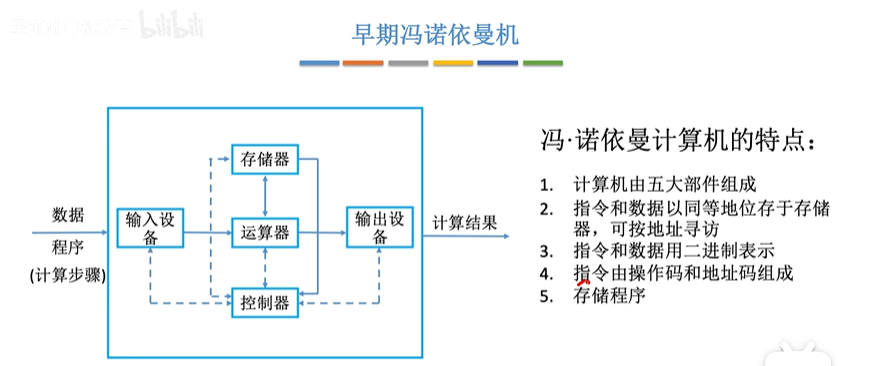 bilibili
早期冯诺依曼机
冯·诺依曼计算机的特点：
存储器
1. 计算机由五大部件组成
数据
输入设
备
运算器
输出设
备
计算结果
2. 指令和数据以同等地位存于存储
器，可按地址寻访
程序
3. 指令和数据用二进制表示
(计算步骤)
4. 指令由操作码和地址码组成
控制器
5. 存储程序